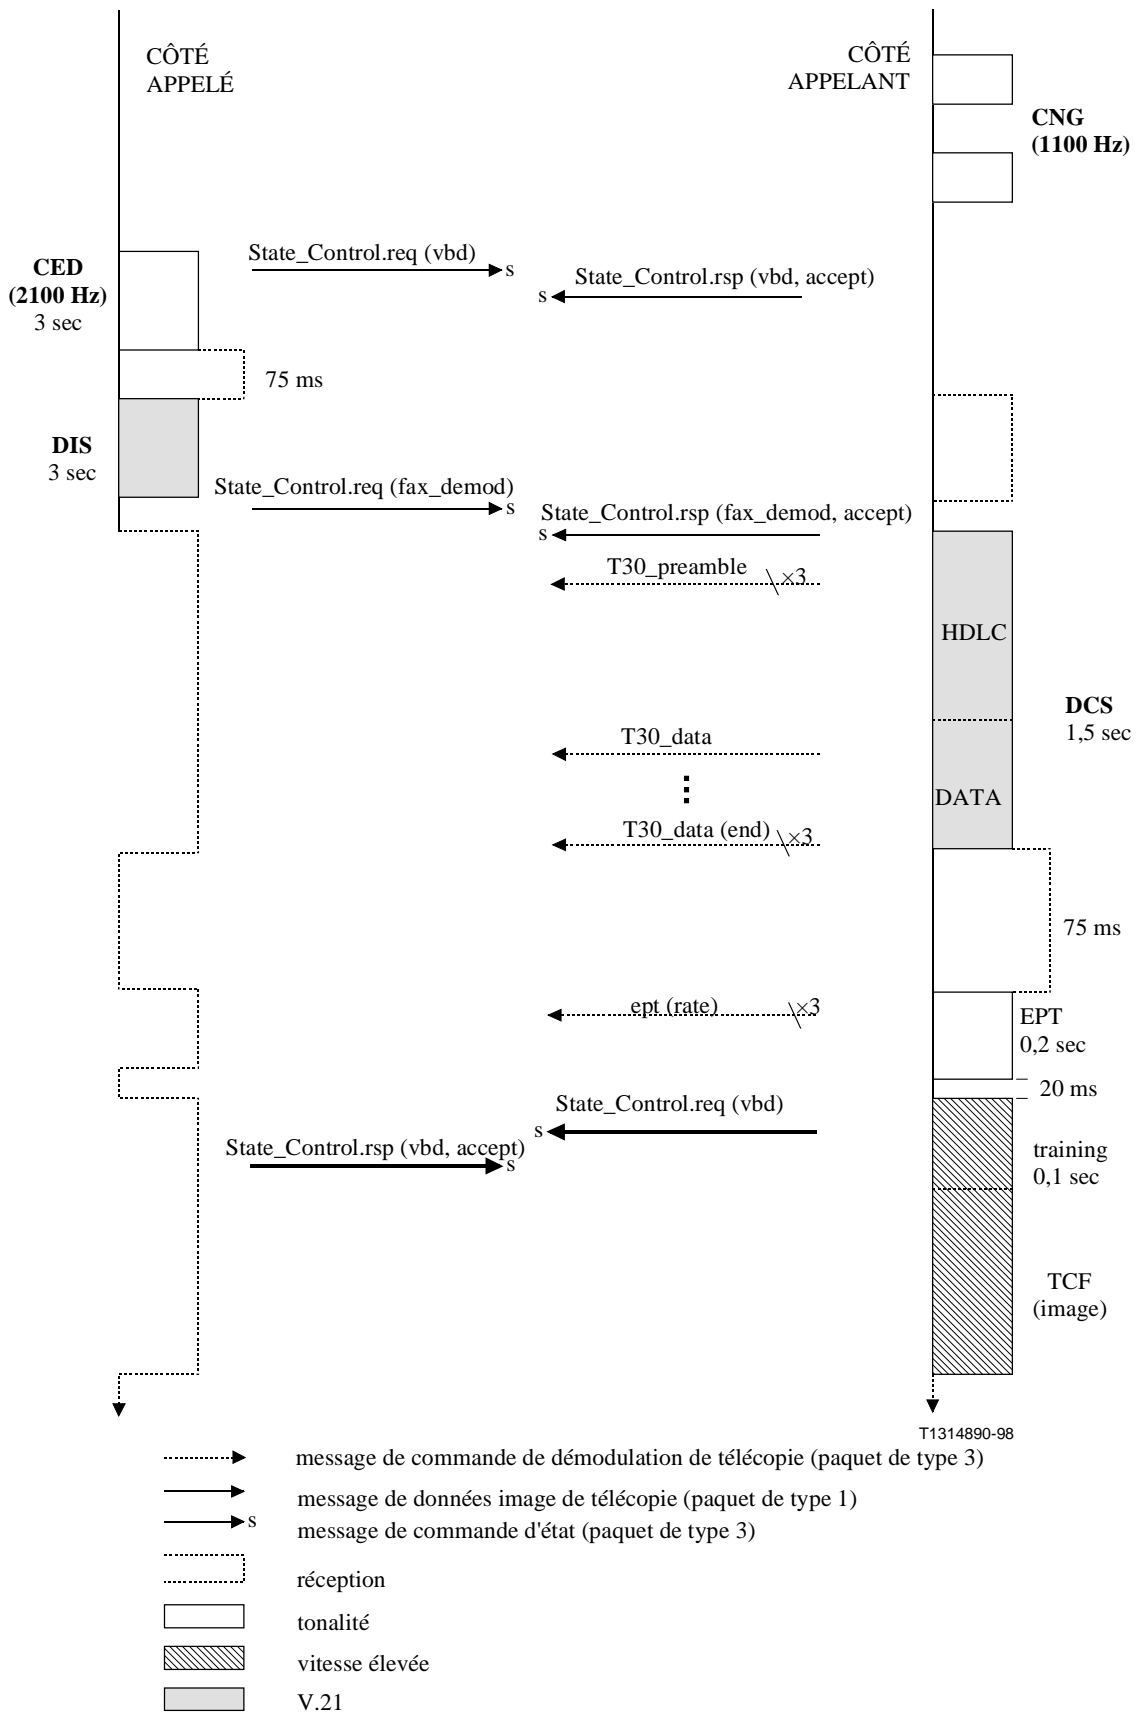 CÔTÉ
APPELÉ
CÔTÉ
APPELANT
CNG
(1100 Hz)
State_Control.req (vbd)
s
CED
(2100 Hz)
3 sec
State_Control.rsp (vbd, accept)
s
75 ms
DIS
3 sec
State_Control.req (fax_demod)
s
State_Control.rsp (fax_demod, accept)
s
T30_preamble
×3
HDLC
DCS
1,5 sec
T30_data
DATA
T30_data (end)
×3
75 ms
ept (rate)
×3
EPT
0,2 sec
20 ms
State_Control.req (vbd)
s
State_Control.rsp (vbd, accept)
s
training
0,1 sec
TCF
(image)
T1314890-98
message de commande de démodulation de télécopie (paquet de type 3)
message de données image de télécopie (paquet de type 1)
s
message de commande d'état (paquet de type 3)
réception
tonalité
vitesse élevée
V.21